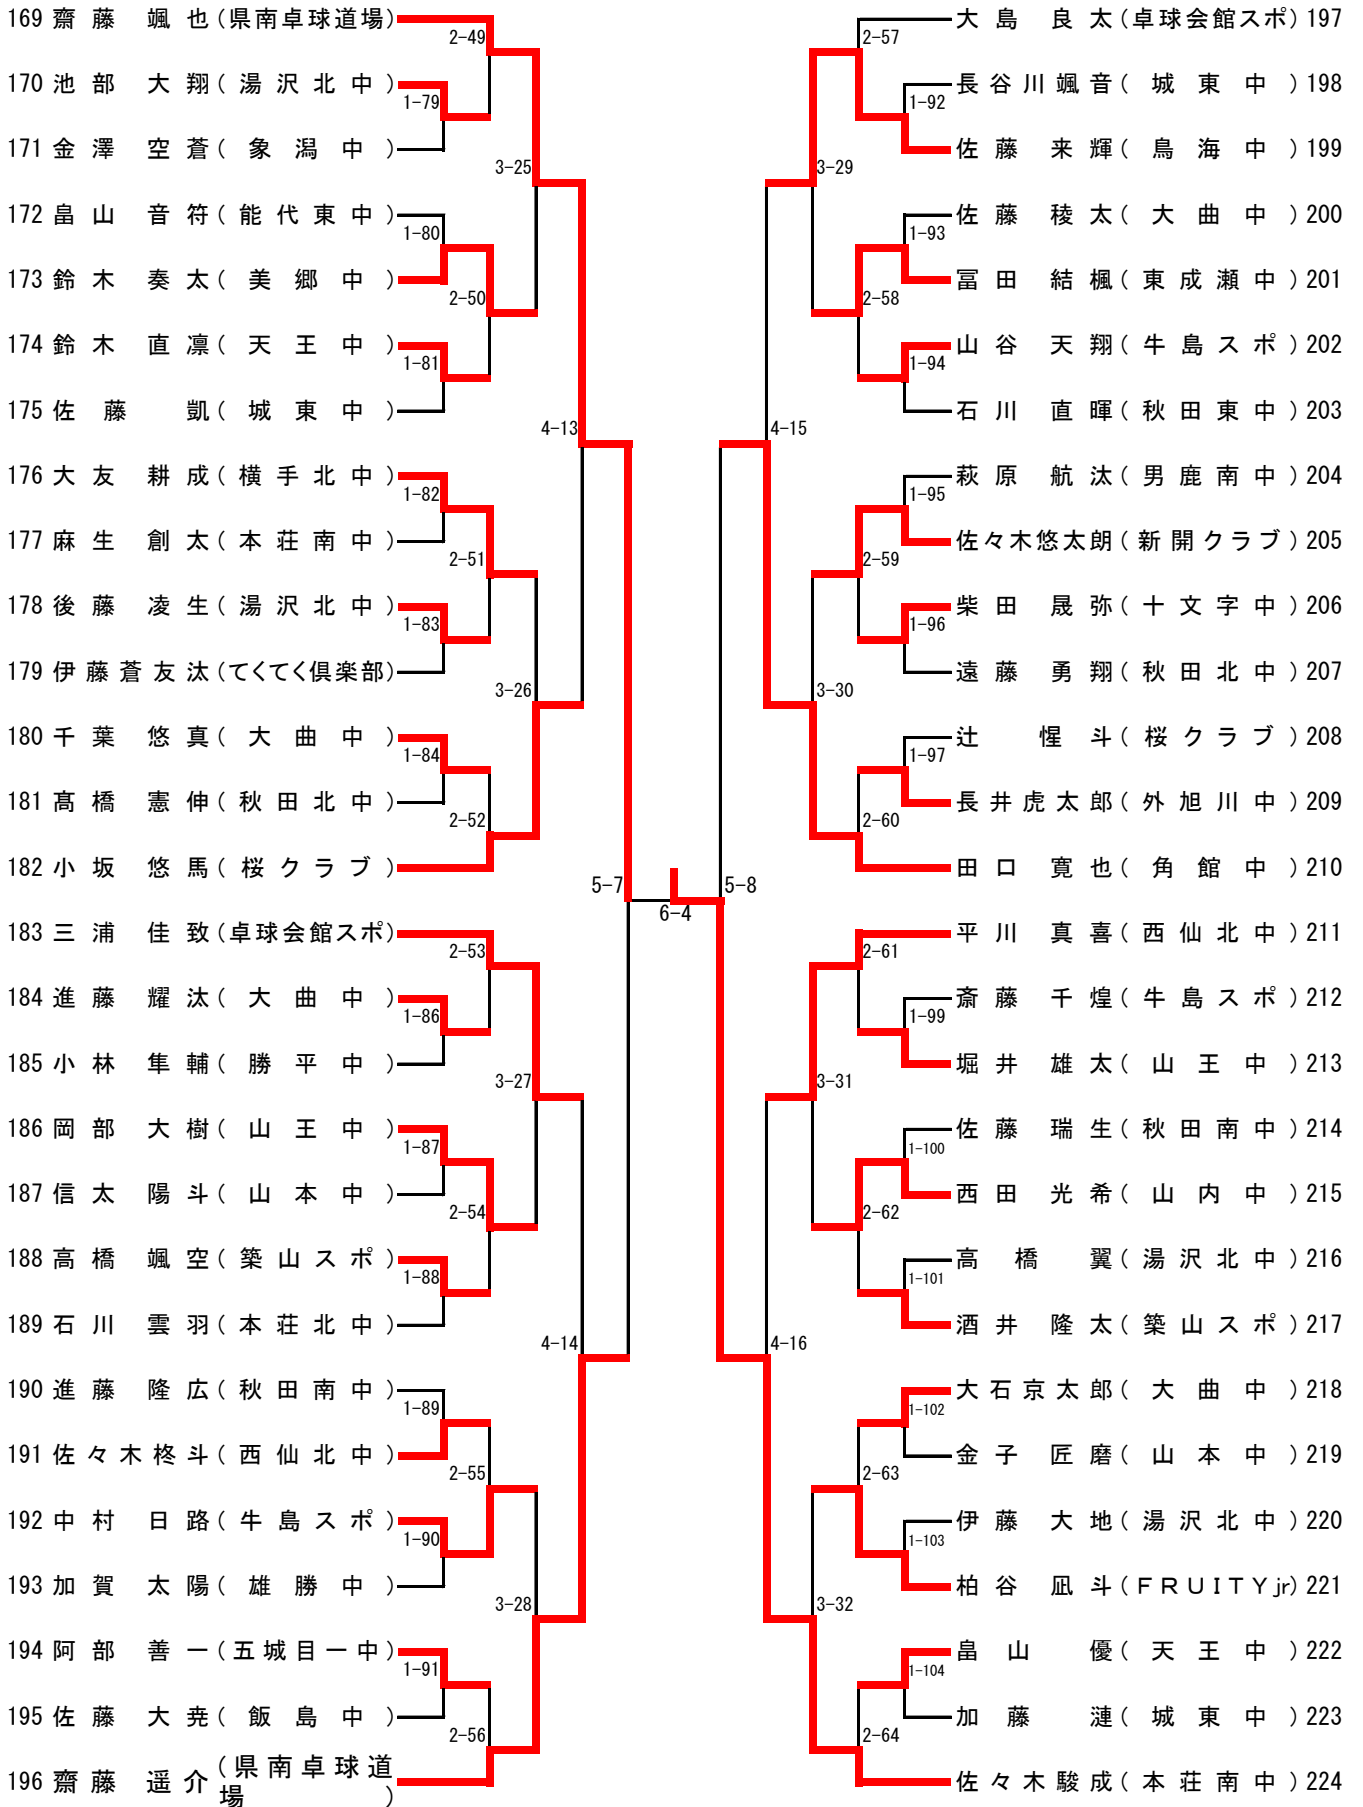 169 齋藤 颯也 (県南卓球道場)
2-49
170 池部 大翔 (湯沢北中)
1-79
171 金澤 空蒼 (象潟中)
3-25
172 畠山 音符 (能代東中)
1-80
173 鈴木 奏太 (美郷中)
2-50
174 鈴木 直凛 (天王中)
1-81
175 佐藤 凱 (城東中)
4-13
176 大友 耕成 (横手北中)
1-82
177 麻生 創太 (本荘南中)
2-51
178 後藤 凌生 (湯沢北中)
1-83
179 伊藤 蒼友汰 (てくてく倶楽部)
3-26
180 千葉 悠真 (大曲中)
1-84
181 髙橋 憲伸 (秋田北中)
2-52
182 小坂 悠馬 (桜クラブ)
5-7
183 三浦 佳致 (卓球会館スポ)
2-53
184 進藤 耀汰 (大曲中)
1-86
185 小林 隼輔 (勝平中)
3-27
186 岡部 大樹 (山王中)
1-87
187 信太 陽斗 (山本中)
2-54
188 高橋 颯空 (築山スポ)
1-88
189 石川 雲羽 (本荘北中)
4-14
190 進藤 隆広 (秋田南中)
1-89
191 佐々木 柊斗 (西仙北中)
2-55
192 中村 日路 (牛島スポ)
1-90
193 加賀 太陽 (雄勝中)
3-28
194 阿部 善一 (五城目一中)
1-91
195 佐藤 大尭 (飯島中)
2-56
196 齋藤 遥介 (県南卓球道
場)
6-4
大島 良太 (卓球会館スポ) 197
2-57
長谷川 颯音 (城東中) 198
1-92
佐藤 来輝 (鳥海中) 199
3-29
佐藤 稜太 (大曲中) 200
1-93
冨田 結楓 (東成瀬中) 201
2-58
山谷 天翔 (牛島スポ) 202
1-94
石川 直暉 (秋田東中) 203
4-15
萩原 航汰 (男鹿南中) 204
1-95
佐々木 悠太朗 (新開クラブ) 205
2-59
柴田 晟弥 (十文字中) 206
1-96
遠藤 勇翔 (秋田北中) 207
3-30
辻 惺斗 (桜クラブ) 208
1-97
長井 虎太郎 (外旭川中) 209
2-60
田口 寛也 (角館中) 210
5-8
平川 真喜 (西仙北中) 211
2-61
斎藤 千煌 (牛島スポ) 212
1-99
堀井 雄太 (山王中) 213
3-31
佐藤 瑞生 (秋田南中) 214
1-100
西田 光希 (山内中) 215
2-62
高橋 翼 (湯沢北中) 216
1-101
酒井 隆太 (築山スポ) 217
4-16
大石 京太郎 (大曲中) 218
1-102
金子 匠磨 (山本中) 219
2-63
伊藤 大地 (湯沢北中) 220
1-103
柏谷 凪斗 (FRUITYjr) 221
3-32
畠山 優 (天王中) 222
1-104
加藤 漣 (城東中) 223
2-64
佐々木 駿成 (本荘南中) 224